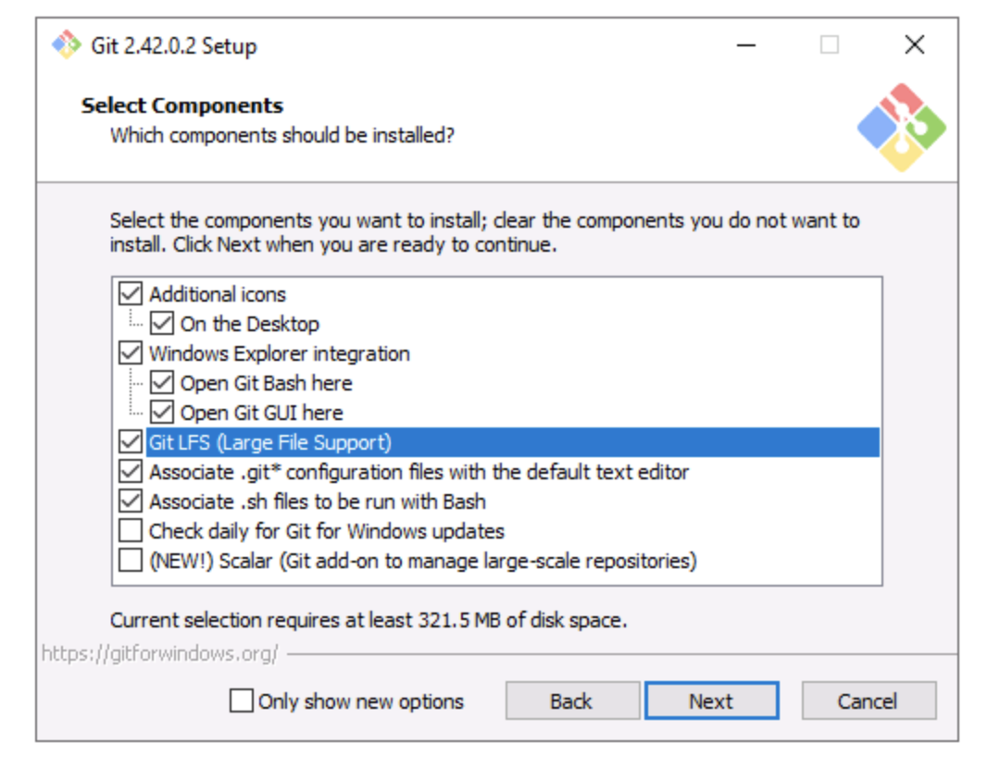 Git 2.42.0.2 Setup
Select Components
Which components should be installed?
Select the components you want to install; clear the components you do not want to
install. Click Next when you are ready to continue.
Additional icons
On the Desktop
Windows Explorer integration
Open Git Bash here
Open Git GUI here
Git LFS (Large File Support)
Associate .git* configuration files with the default text editor
Associate .sh files to be run with Bash
Check daily for Git for Windows updates
(NEW!) Scalar (Git add-on to manage large-scale repositories)
Current selection requires at least 321.5 MB of disk space.
https://gitforwindows.org/
Only show new options
Back
Next
Cancel